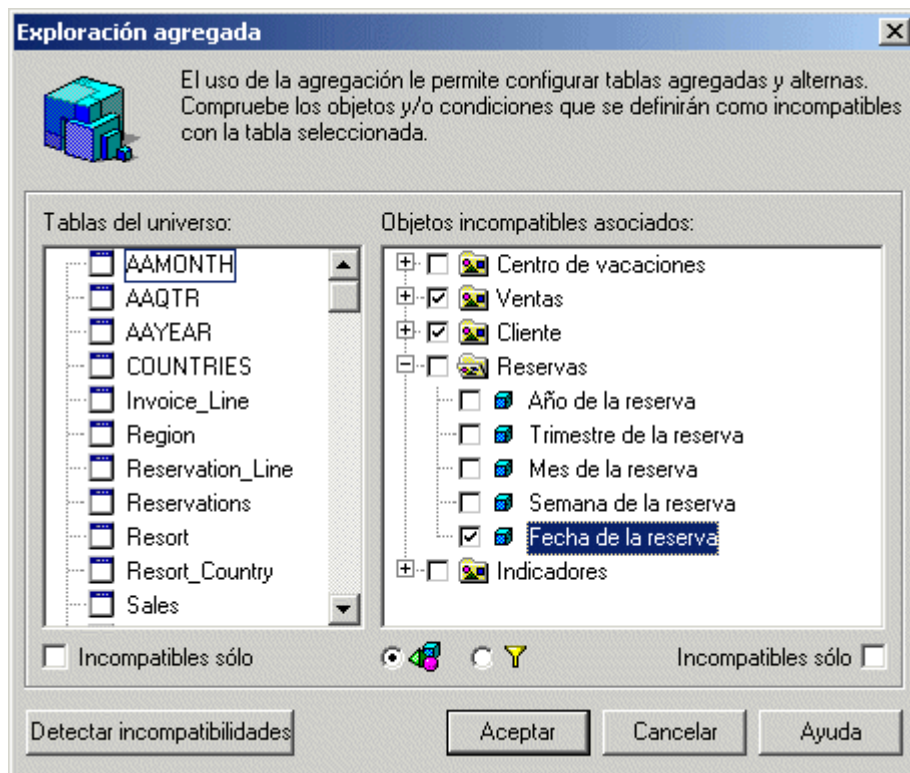 Exploración agregada
El uso de la agregación le permite configurar tablas agregadas y alternas.
Compruebe los objetos y/o condiciones que se definirán como incompatibles
con la tabla seleccionada.
Tablas del universo:
AAMONTH
AAQTR
AAYEAR
COUNTRIES
Invoice_Line
Region
Reservation_Line
Reservations
Resort
Resort_Country
Sales
Incompatibles sólo
Objetos incompatibles asociados:
Centro de vacaciones
Ventas
Cliente
Reservas
Año de la reserva
Trimestre de la reserva
Mes de la reserva
Semana de la reserva
Fecha de la reserva
Indicadores
Incompatibles sólo
Detectar incompatibilidades
Aceptar
Cancelar
Ayuda